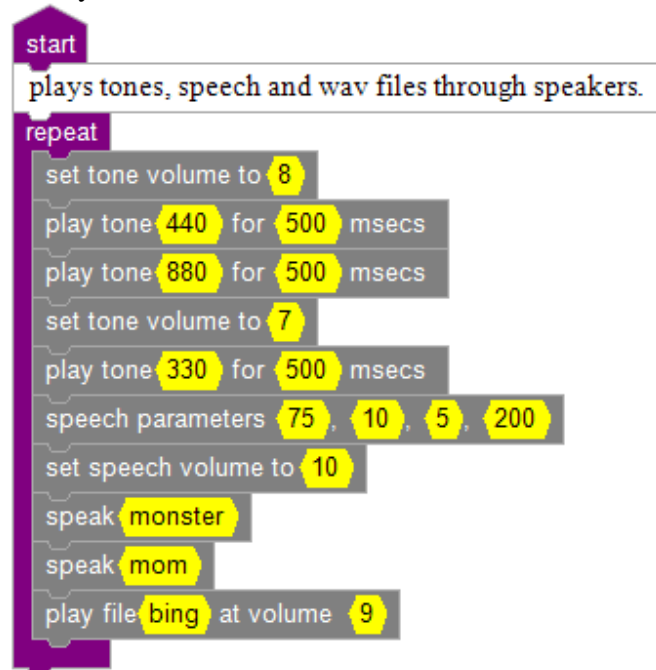 start
plays tones, speech and wav files through speakers.
repeat
set tone volume to 8
play tone 440 for 500 msecs
play tone 880 for 500 msecs
set tone volume to 7
play tone 330 for 500 msecs
speech parameters 75, 10, 5, 200
set speech volume to 10
speak monster
speak mom
play file bing at volume 9